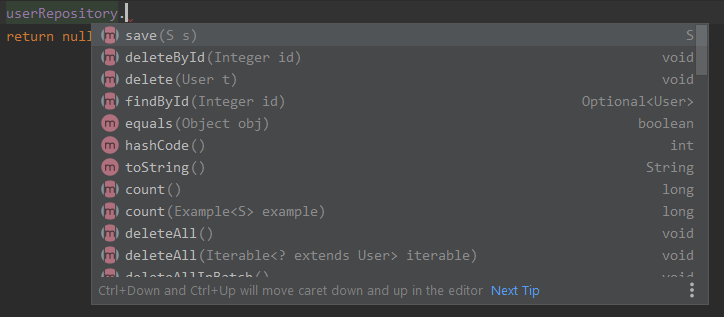 userRepository.
return null
m save(S s) S
m deleteById(Integer id) void
m delete(User t) void
m findById(Integer id) Optional<User>
m equals(Object obj) boolean
m hashCode() int
m toString() String
m count() long
m count(Example<S> example) long
m deleteAll() void
m deleteAll(Iterable<? extends User> iterable) void
m deleteAllInBatch() void
Ctrl+Down and Ctrl+Up will move caret down and up in the editor Next Tip